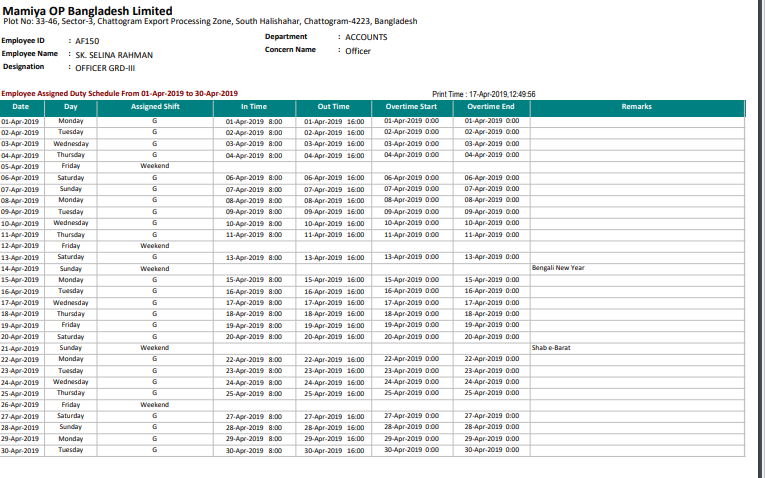 Mamiya OP Bangladesh Limited
Plot No: 33-46, Sector-3, Chattogram Export Processing Zone, South Halishahar, Chattogram-4223, Bangladesh
Employee ID : AF150 Department : ACCOUNTS
Employee Name : SK. SELINA RAHMAN Concern Name : Officer
Designation : OFFICER GRD-III
Employee Assigned Duty Schedule From 01-Apr-2019 to 30-Apr-2019 Print Time : 17-Apr-2019,12:49:56
Date Day Assigned Shift In Time Out Time Overtime Start Overtime End Remarks
01-Apr-2019 Monday G 01-Apr-2019 8:00 01-Apr-2019 16:00 01-Apr-2019 0:00 01-Apr-2019 0:00
02-Apr-2019 Tuesday G 02-Apr-2019 8:00 02-Apr-2019 16:00 02-Apr-2019 0:00 02-Apr-2019 0:00
03-Apr-2019 Wednesday G 03-Apr-2019 8:00 03-Apr-2019 16:00 03-Apr-2019 0:00 03-Apr-2019 0:00
04-Apr-2019 Thursday G 04-Apr-2019 8:00 04-Apr-2019 16:00 04-Apr-2019 0:00 04-Apr-2019 0:00
05-Apr-2019 Friday Weekend
06-Apr-2019 Saturday G 06-Apr-2019 8:00 06-Apr-2019 16:00 06-Apr-2019 0:00 06-Apr-2019 0:00
07-Apr-2019 Sunday G 07-Apr-2019 8:00 07-Apr-2019 16:00 07-Apr-2019 0:00 07-Apr-2019 0:00
08-Apr-2019 Monday G 08-Apr-2019 8:00 08-Apr-2019 16:00 08-Apr-2019 0:00 08-Apr-2019 0:00
09-Apr-2019 Tuesday G 09-Apr-2019 8:00 09-Apr-2019 16:00 09-Apr-2019 0:00 09-Apr-2019 0:00
10-Apr-2019 Wednesday G 10-Apr-2019 8:00 10-Apr-2019 16:00 10-Apr-2019 0:00 10-Apr-2019 0:00
11-Apr-2019 Thursday G 11-Apr-2019 8:00 11-Apr-2019 16:00 11-Apr-2019 0:00 11-Apr-2019 0:00
12-Apr-2019 Friday Weekend
13-Apr-2019 Saturday G 13-Apr-2019 8:00 13-Apr-2019 16:00 13-Apr-2019 0:00 13-Apr-2019 0:00
14-Apr-2019 Sunday Weekend Bengali New Year
15-Apr-2019 Monday G 15-Apr-2019 8:00 15-Apr-2019 16:00 15-Apr-2019 0:00 15-Apr-2019 0:00
16-Apr-2019 Tuesday G 16-Apr-2019 8:00 16-Apr-2019 16:00 16-Apr-2019 0:00 16-Apr-2019 0:00
17-Apr-2019 Wednesday G 17-Apr-2019 8:00 17-Apr-2019 16:00 17-Apr-2019 0:00 17-Apr-2019 0:00
18-Apr-2019 Thursday G 18-Apr-2019 8:00 18-Apr-2019 16:00 18-Apr-2019 0:00 18-Apr-2019 0:00
19-Apr-2019 Friday G 19-Apr-2019 8:00 19-Apr-2019 16:00 19-Apr-2019 0:00 19-Apr-2019 0:00
20-Apr-2019 Saturday G 20-Apr-2019 8:00 20-Apr-2019 16:00 20-Apr-2019 0:00 20-Apr-2019 0:00
21-Apr-2019 Sunday Weekend Shab e-Barat
22-Apr-2019 Monday G 22-Apr-2019 8:00 22-Apr-2019 16:00 22-Apr-2019 0:00 22-Apr-2019 0:00
23-Apr-2019 Tuesday G 23-Apr-2019 8:00 23-Apr-2019 16:00 23-Apr-2019 0:00 23-Apr-2019 0:00
24-Apr-2019 Wednesday G 24-Apr-2019 8:00 24-Apr-2019 16:00 24-Apr-2019 0:00 24-Apr-2019 0:00
25-Apr-2019 Thursday G 25-Apr-2019 8:00 25-Apr-2019 16:00 25-Apr-2019 0:00 25-Apr-2019 0:00
26-Apr-2019 Friday Weekend
27-Apr-2019 Saturday G 27-Apr-2019 8:00 27-Apr-2019 16:00 27-Apr-2019 0:00 27-Apr-2019 0:00
28-Apr-2019 Sunday G 28-Apr-2019 8:00 28-Apr-2019 16:00 28-Apr-2019 0:00 28-Apr-2019 0:00
29-Apr-2019 Monday G 29-Apr-2019 8:00 29-Apr-2019 16:00 29-Apr-2019 0:00 29-Apr-2019 0:00
30-Apr-2019 Tuesday G 30-Apr-2019 8:00 30-Apr-2019 16:00 30-Apr-2019 0:00 30-Apr-2019 0:00